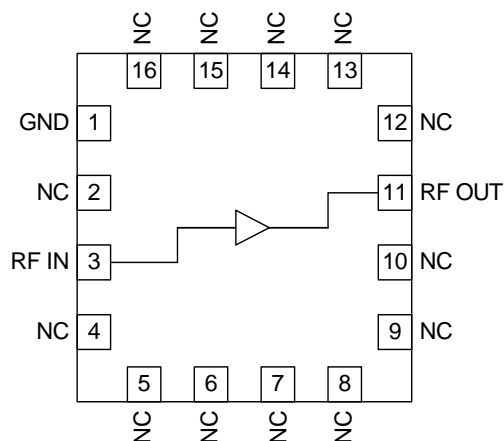 NC NC NC NC
16 15 14 13
GND 1 12 NC
NC 2 11 RF OUT
RF IN 3 10 NC
NC 4 9 NC
5 6 7 8
NC NC NC NC